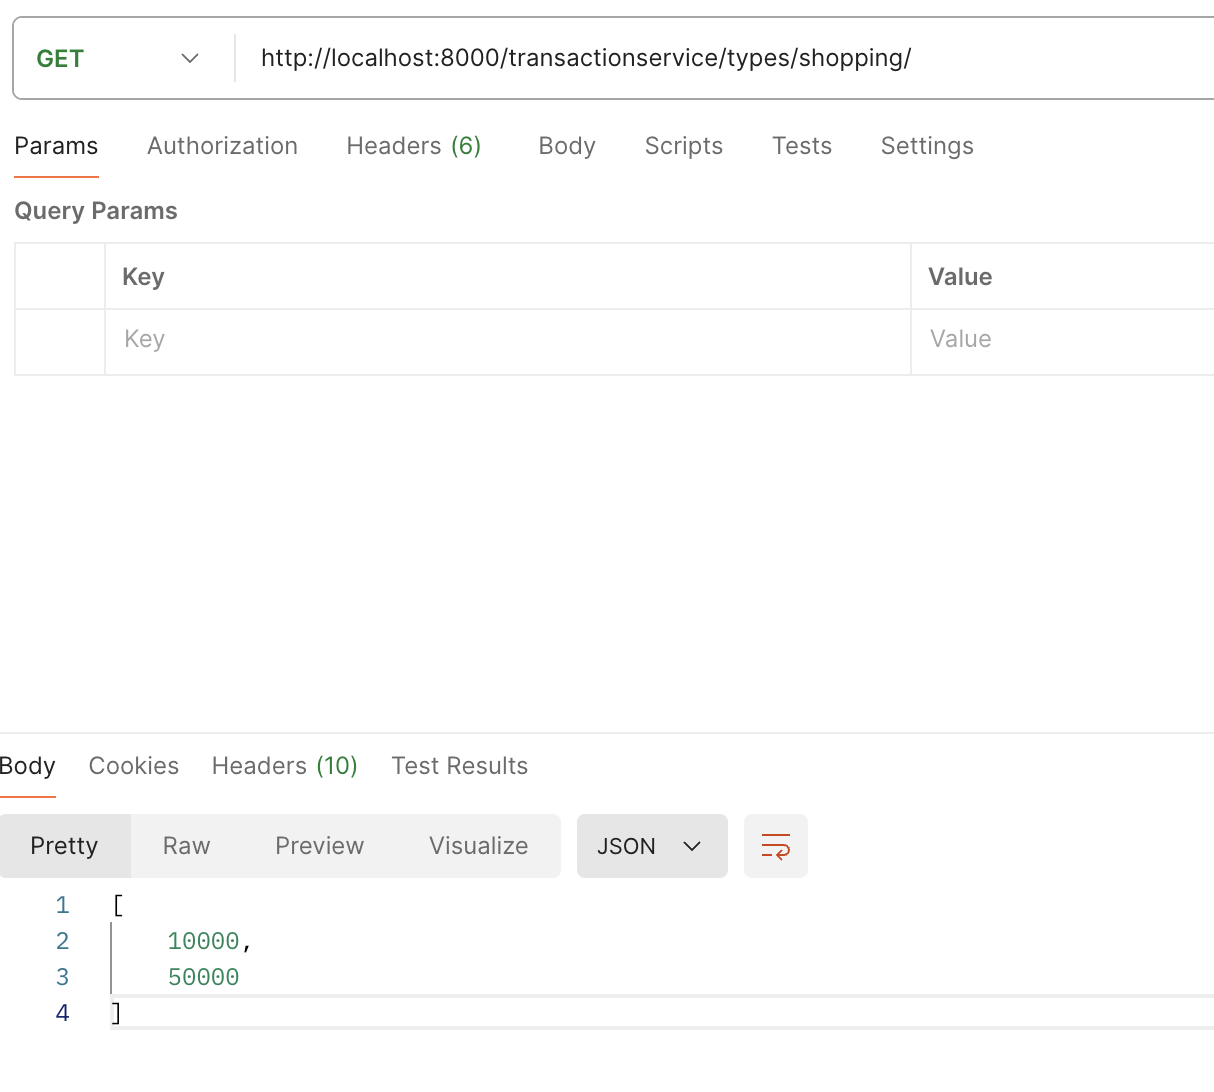 GET http://localhost:8000/transactionservice/types/shopping/
Params Authorization Headers (6) Body Scripts Tests Settings
Query Params
Key Value
Key Value
Body Cookies Headers (10) Test Results
Pretty Raw Preview Visualize JSON
1 [
2 10000,
3 50000
4 ]